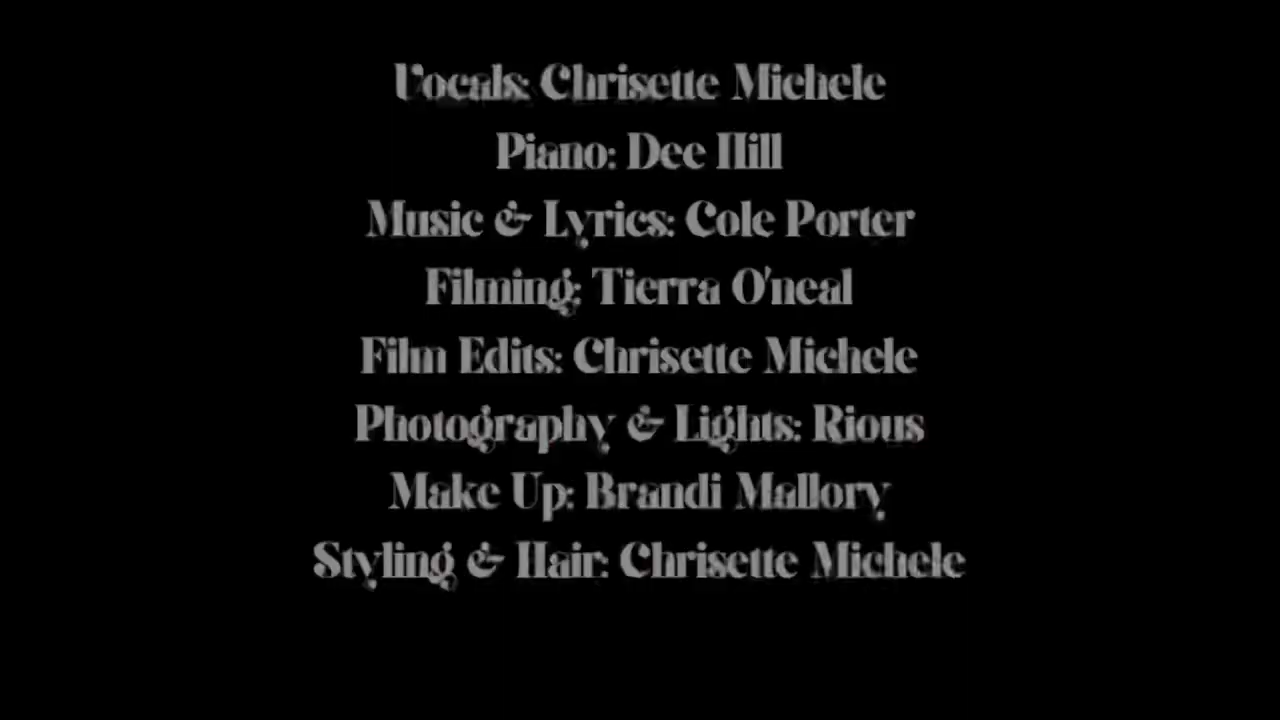 Vocals: Chrisette Michele
Piano: Dee Hill
Music & Lyrics: Cole Porter
Filming: Tierra O'neal
Film Edits: Chrisette Michele
Photography & Lights: Rious
Make Up: Brandi Mallory
Styling & Hair: Chrisette Michele